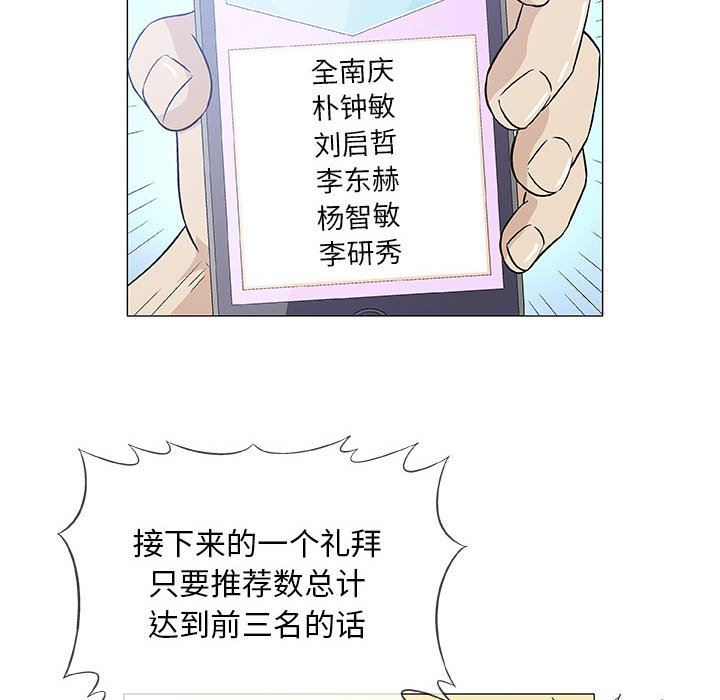 全南庆
朴钟敏
刘启哲
李东赫
杨智敏
李研秀
接下来的一个礼拜
只要推荐数总计
达到前三名的话